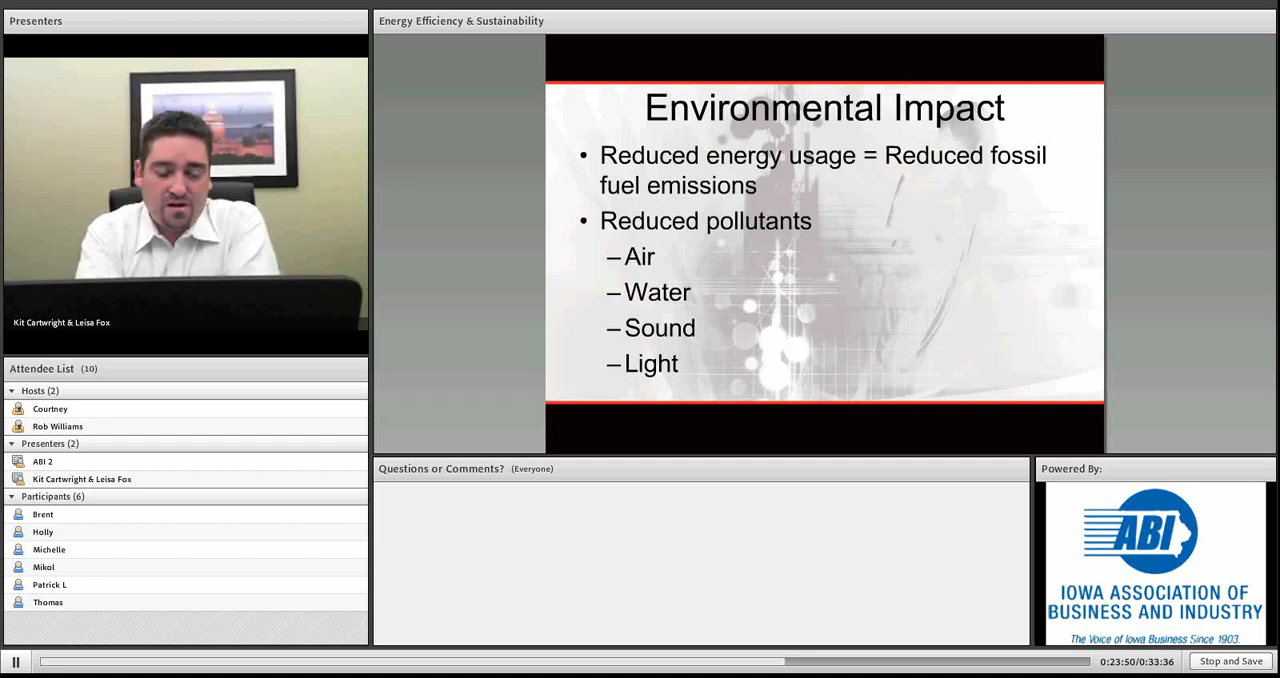 Presenters
Kit Cartwright & Leisa Fox
Attendee List (10)
Hosts (2)
Courtney
Rob Williams
Presenters (2)
ABI 2
Kit Cartwright & Leisa Fox
Participants (6)
Brent
Holly
Michelle
Mikol
Patrick L
Thomas
Energy Efficiency & Sustainability
Environmental Impact
• Reduced energy usage = Reduced fossil
fuel emissions
• Reduced pollutants
– Air
– Water
– Sound
– Light
Questions or Comments? (Everyone)
Powered By:
ABI
IOWA ASSOCIATION OF
BUSINESS AND INDUSTRY
The Voice of Iowa Business Since 1903.
0:23:50/0:33:36
Stop and Save